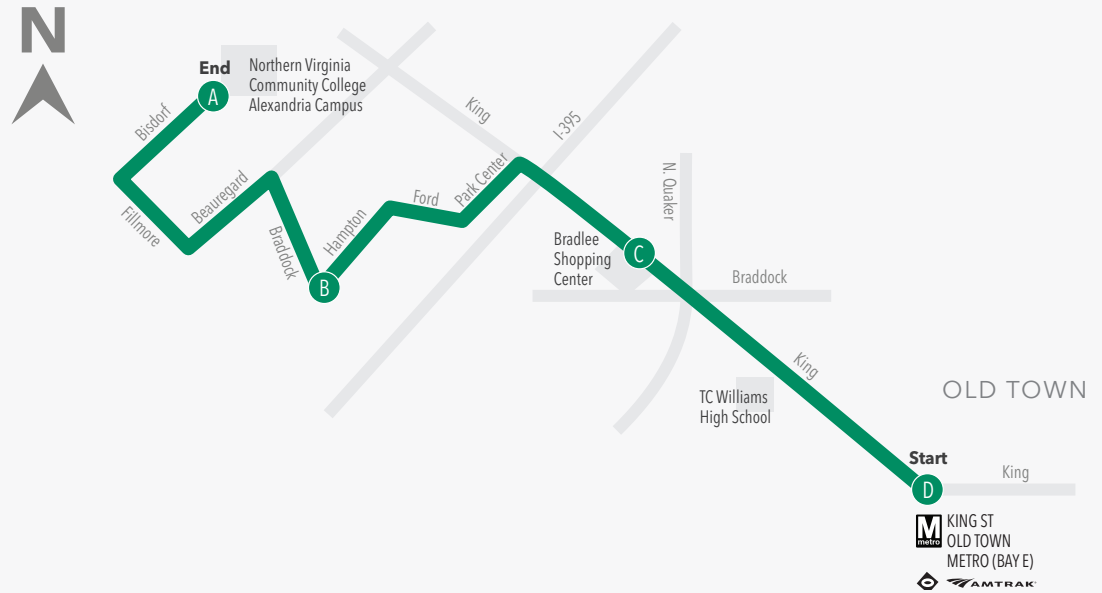 N
End
A
Northern Virginia
Community College
Alexandria Campus
Bisdorf
King
I-395
Fillmore
Beauregard
Braddock
Hampton
Ford
Park Center
B
N. Quaker
Bradlee
Shopping
Center
C
Braddock
King
TC Williams
High School
OLD TOWN
Start
D
King
M
metro
KING ST
OLD TOWN
METRO (BAY E)
AMTRAK